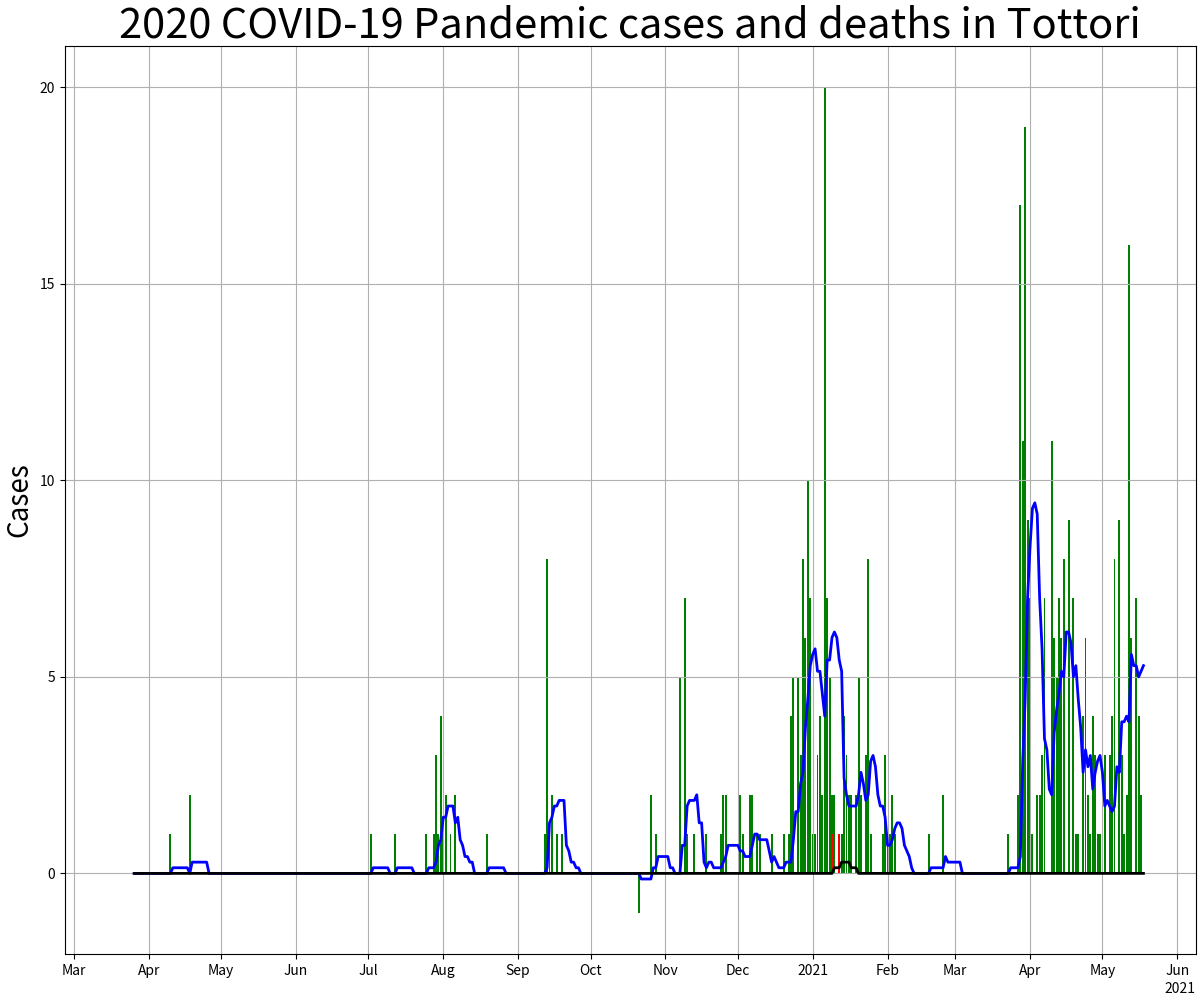 2020 COVID-19 Pandemic cases and deaths in Tottori
Cases
20
15
10
5
0
Mar Apr May Jun Jul Aug Sep Oct Nov Dec 2021 Feb Mar Apr May Jun
2021